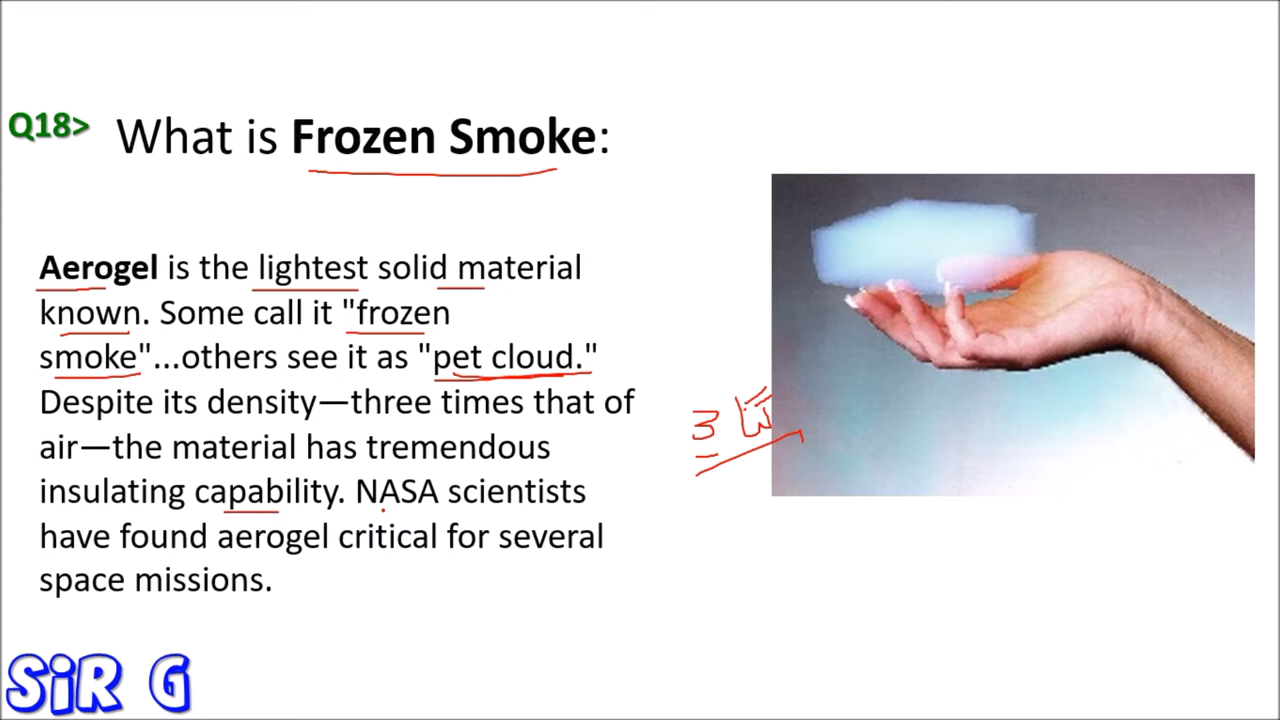 Q18> What is Frozen Smoke:
Aerogel is the lightest solid material
known. Some call it "frozen
smoke"...others see it as "pet cloud."
Despite its density—three times that of
air—the material has tremendous
insulating capability. NASA scientists
have found aerogel critical for several
space missions.
3
SiR G